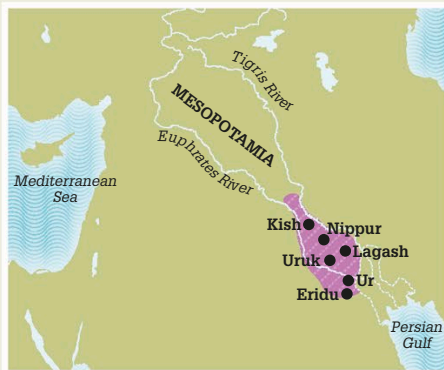 Tigris River
MESOPOTAMIA
Euphrates River
Mediterranean
Sea
Kish
Nippur
Lagash
Uruk
Ur
Eridu
Persian
Gulf